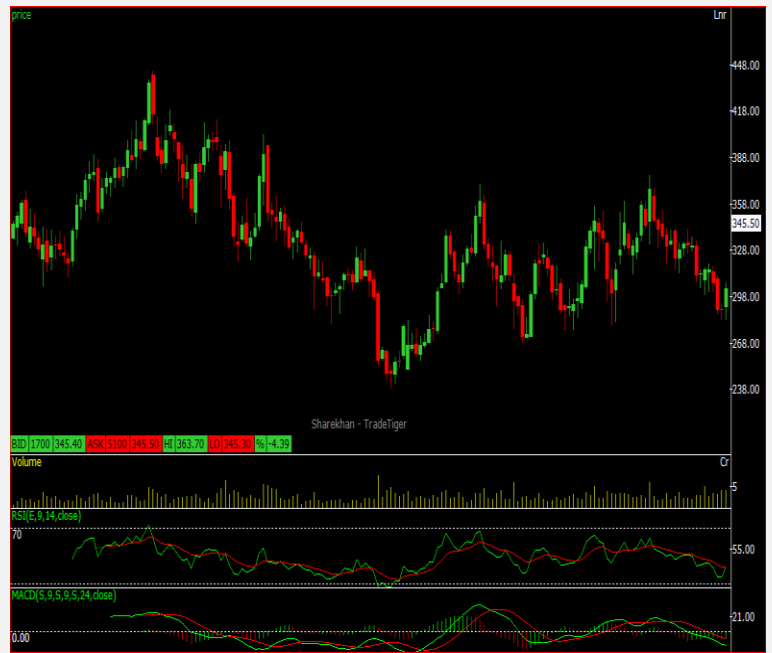 price Lnr
448.00
418.00
388.00
358.00
345.50
328.00
298.00
268.00
238.00
Sharekhan - TradeTiger
BID 1700 345.40 ASK 5100 345.50 HI 363.70 LO 345.30 % -4.39
Volume Cr
5
RSI(E,9,14,close)
70
55.00
MACD(S,9,S,9,S,24,close)
21.00
0.00